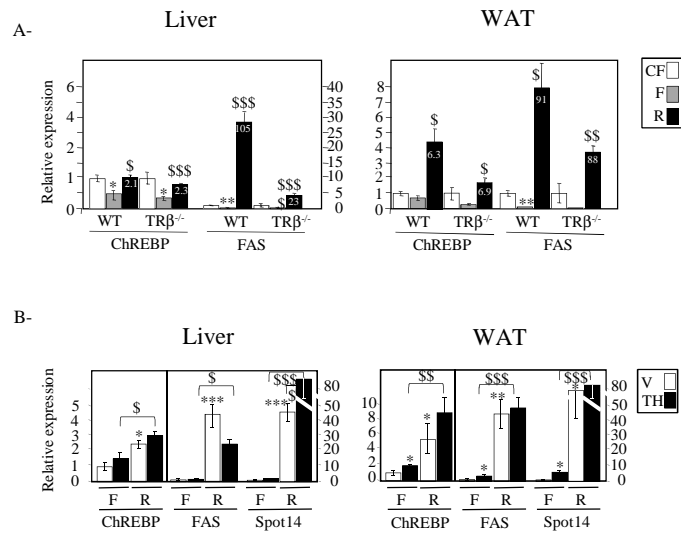 Liver WAT
A-
CF
F
R
Relative expression
6 5 4 3 2 1 0
40 35 30 25 20 15 10 5 0
* $ 2.1 * $$$ 2.3 ** $$$ 105 $ $$$ 23
WT TRβ-/- WT TRβ-/-
ChREBP FAS
8 7 6 5 4 3 2 1 0
$ 6.3 $ 6.9 ** $ 91 $$ 88
WT TRβ-/- WT TRβ-/-
ChREBP FAS
B-
Liver WAT
V
TH
Relative expression
5 4 3 2 1 0
80 50 40 30 20 10 0
$ * $ *** $$$ *** $
F R F R F R
ChREBP FAS Spot14
10 8 6 4 2 0
80 50 40 30 20 10 0
$$ * * $$$ * ** $$$ * *
F R F R F R
ChREBP FAS Spot14